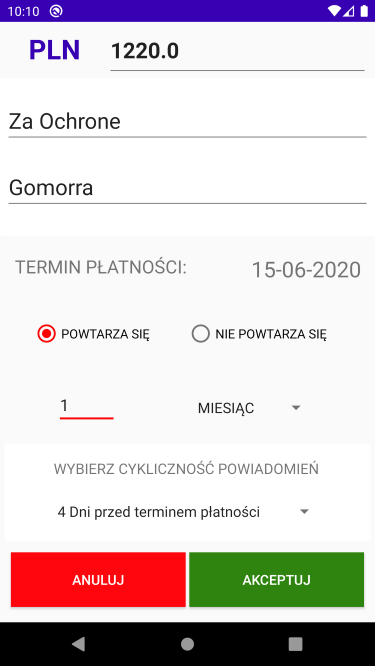 10:10
PLN 1220.0
Za Ochrone
Gomorra
TERMIN PŁATNOŚCI: 15-06-2020
POWTARZA SIĘ NIE POWTARZA SIĘ
1 MIESIĄC
WYBIERZ CYKLICZNOŚĆ POWIADOMIEŃ
4 Dni przed terminem płatności
ANULUJ AKCEPTUJ